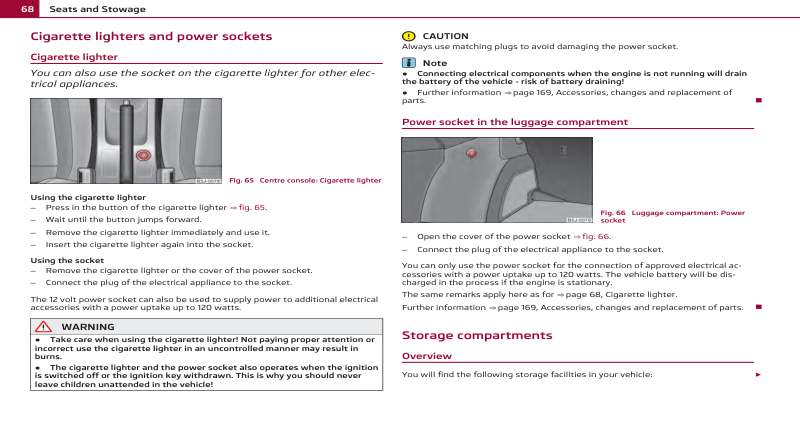 68 Seats and Stowage
Cigarette lighters and power sockets
Cigarette lighter
You can also use the socket on the cigarette lighter for other elec-
trical appliances.
B5J-0079
Fig. 65 Centre console: Cigarette lighter
Using the cigarette lighter
– Press in the button of the cigarette lighter ⇒ fig. 65.
– Wait until the button jumps forward.
– Remove the cigarette lighter immediately and use it.
– Insert the cigarette lighter again into the socket.
Using the socket
– Remove the cigarette lighter or the cover of the power socket.
– Connect the plug of the electrical appliance to the socket.
The 12 volt power socket can also be used to supply power to additional electrical
accessories with a power uptake up to 120 watts.
WARNING
● Take care when using the cigarette lighter! Not paying proper attention or
incorrect use the cigarette lighter in an uncontrolled manner may result in
burns.
● The cigarette lighter and the power socket also operates when the ignition
is switched off or the ignition key withdrawn. This is why you should never
leave children unattended in the vehicle!
CAUTION
Always use matching plugs to avoid damaging the power socket.
Note
● Connecting electrical components when the engine is not running will drain
the battery of the vehicle - risk of battery draining!
● Further information ⇒ page 169, Accessories, changes and replacement of
parts.
Power socket in the luggage compartment
Fig. 66 Luggage compartment: Power
socket
– Open the cover of the power socket ⇒ fig. 66.
– Connect the plug of the electrical appliance to the socket.
You can only use the power socket for the connection of approved electrical ac-
cessories with a power uptake up to 120 watts. The vehicle battery will be dis-
charged in the process if the engine is stationary.
The same remarks apply here as for ⇒ page 68, Cigarette lighter.
Further information ⇒ page 169, Accessories, changes and replacement of parts.
Storage compartments
Overview
You will find the following storage facilities in your vehicle: